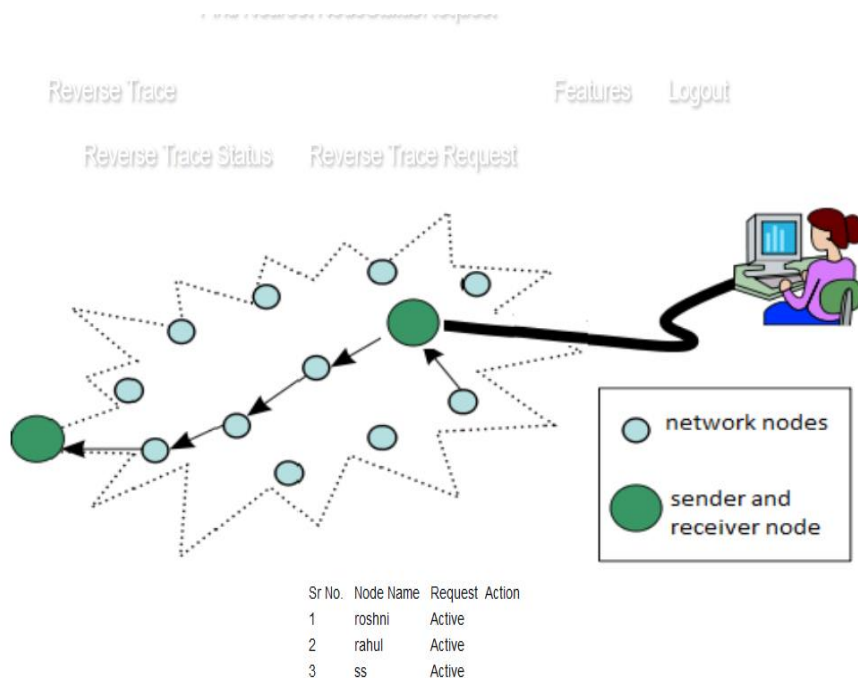 Reverse Trace Features Logout
Reverse Trace Status Reverse Trace Request
network nodes
sender and
receiver node
Sr No. Node Name Request Action
1 roshni Active
2 rahul Active
3 ss Active